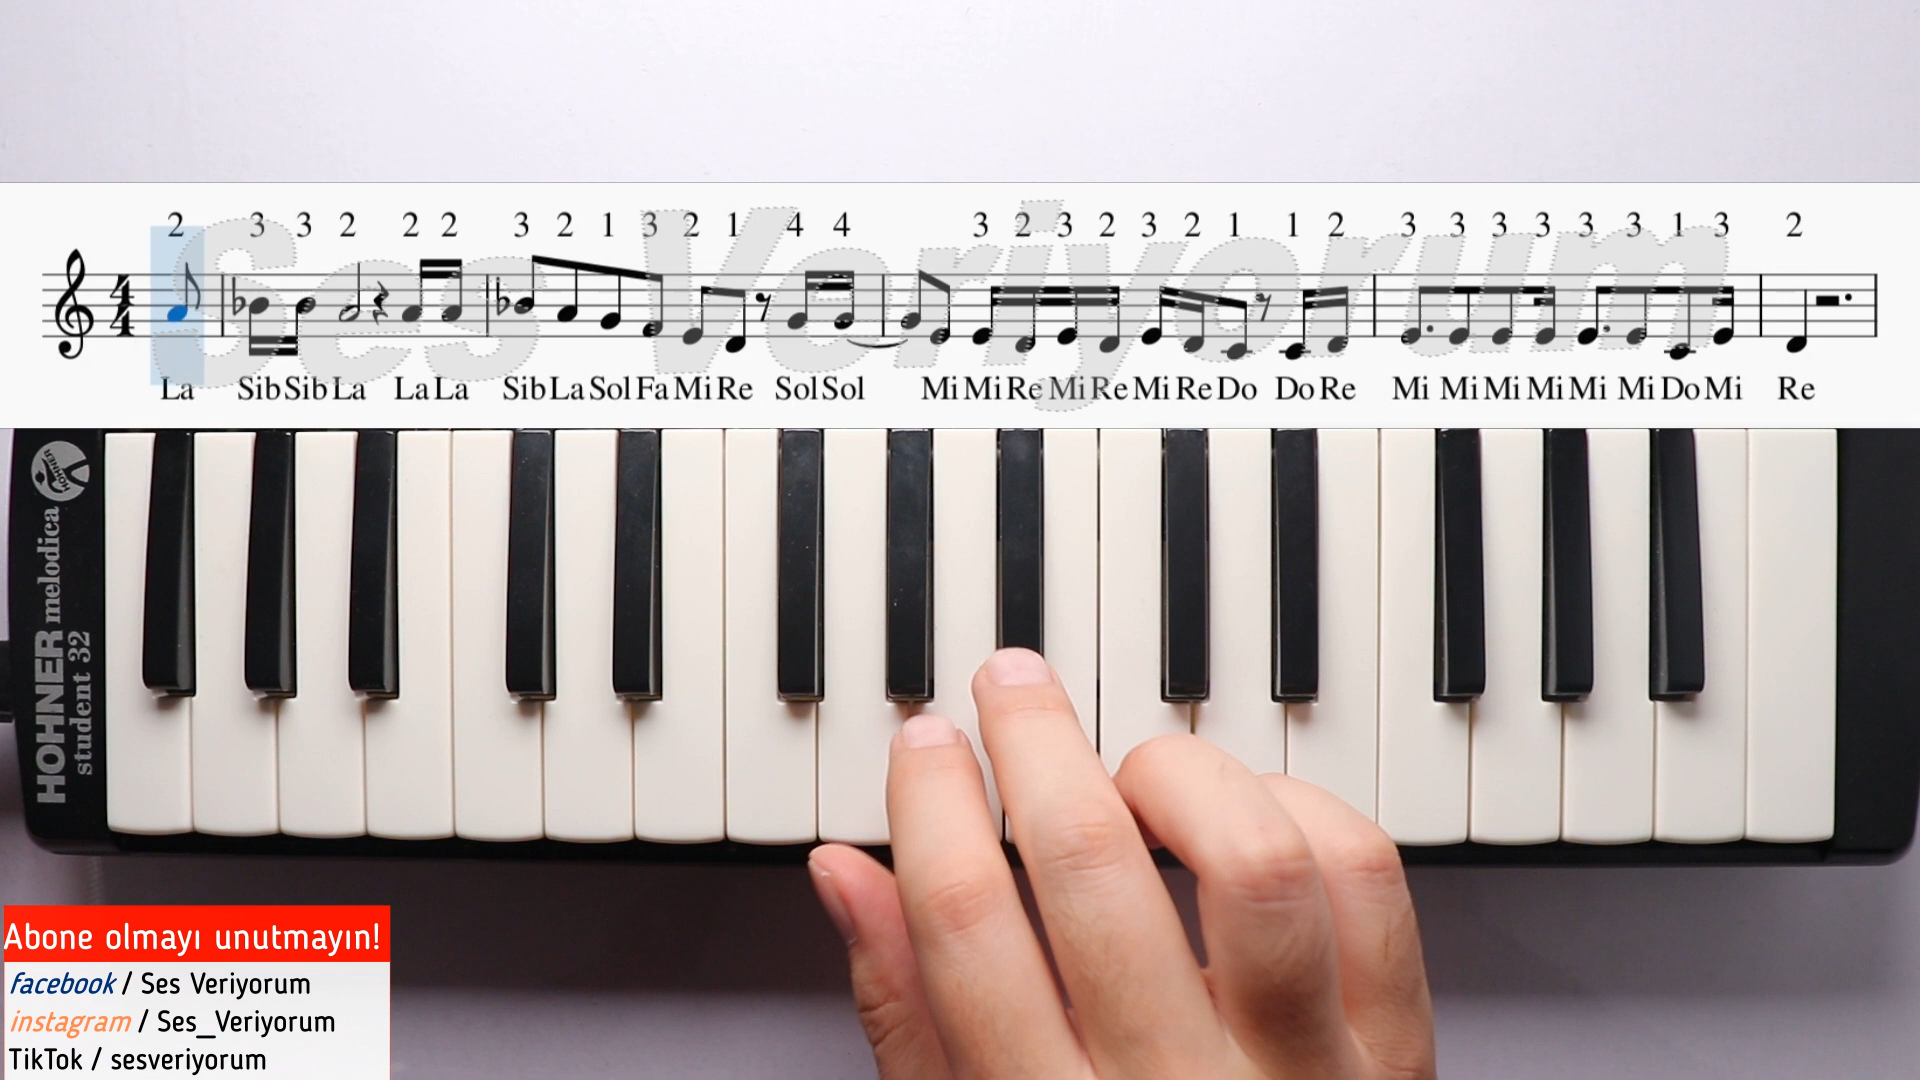 2 3 3 2 2 2 3 2 1 3 2 1 4 4 3 2 3 2 3 2 1 1 2 3 3 3 3 3 3 1 3 2
Ses Veriyorum
4
4
La Sib Sib La La La Sib La Sol Fa Mi Re Sol Sol Mi Mi Re Mi Re Mi Re Do Do Re Mi Mi Mi Mi Mi Mi Do Mi Re
HOHNER
HOHNER melodica
student 32
Abone olmayı unutmayın!
facebook / Ses Veriyorum
instagram / Ses_Veriyorum
TikTok / sesveriyorum